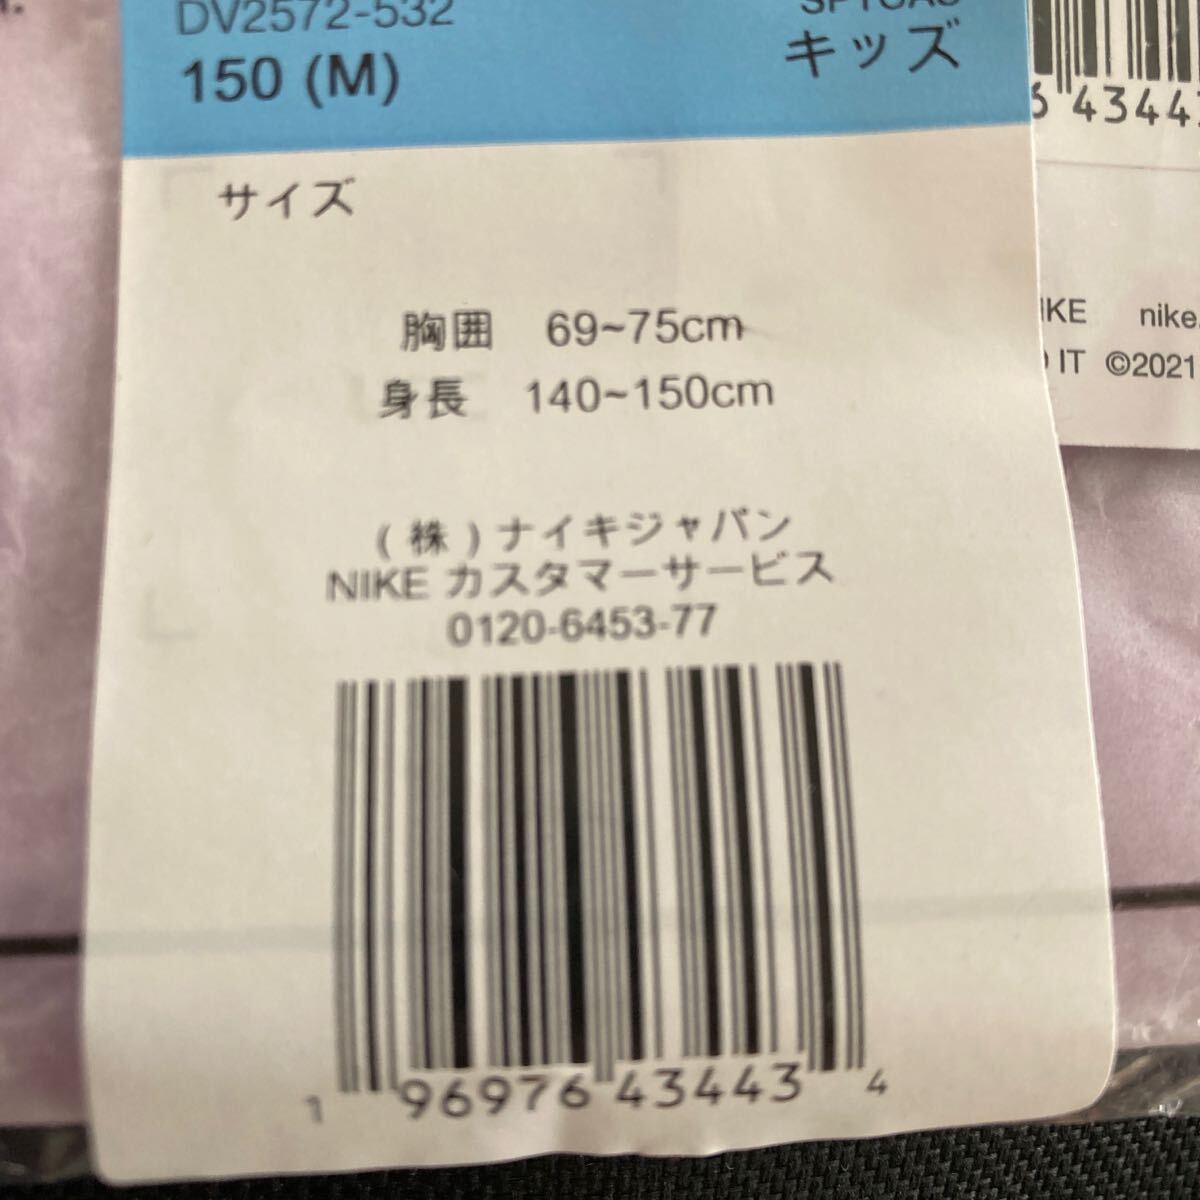 DV2572-532
150 (M)
キッズ
サイズ
胸囲 69~75cm
身長 140~150cm
(株)ナイキジャパン
NIKE カスタマーサービス
0120-6453-77
1 96976 43443 4
nike.
IT ©2021